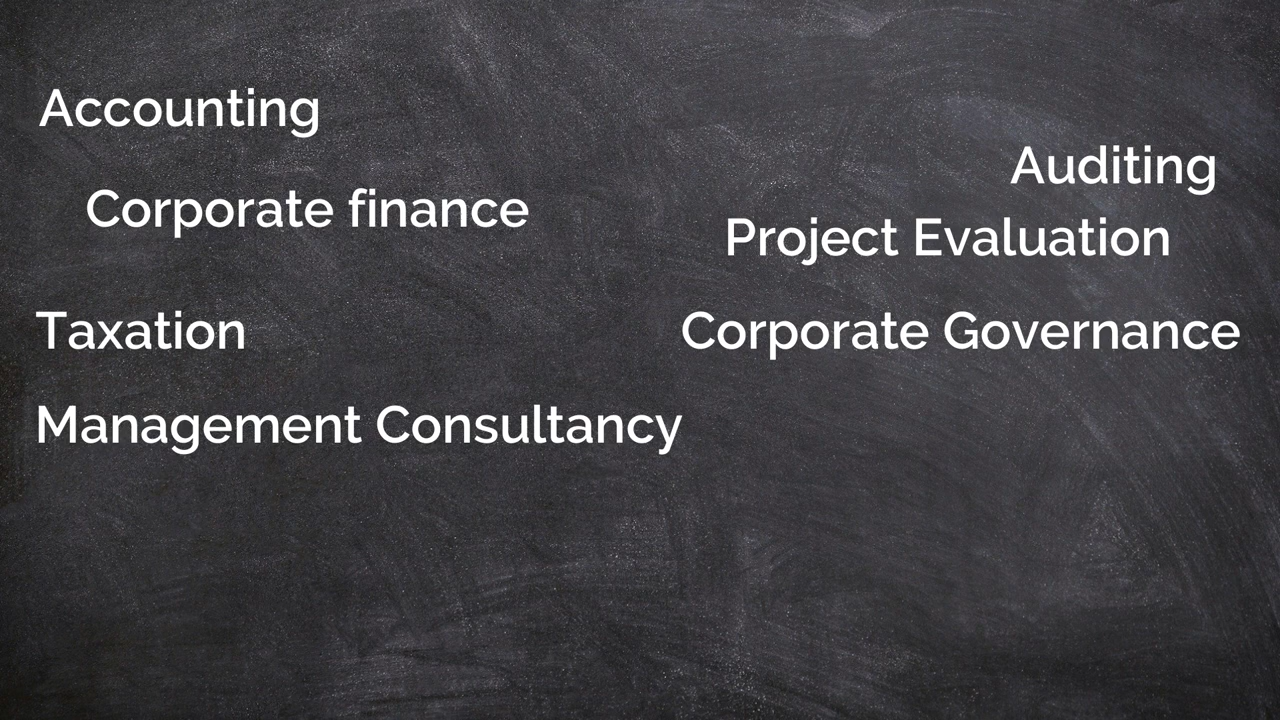 Accounting
Auditing
Corporate finance
Project Evaluation
Taxation
Corporate Governance
Management Consultancy